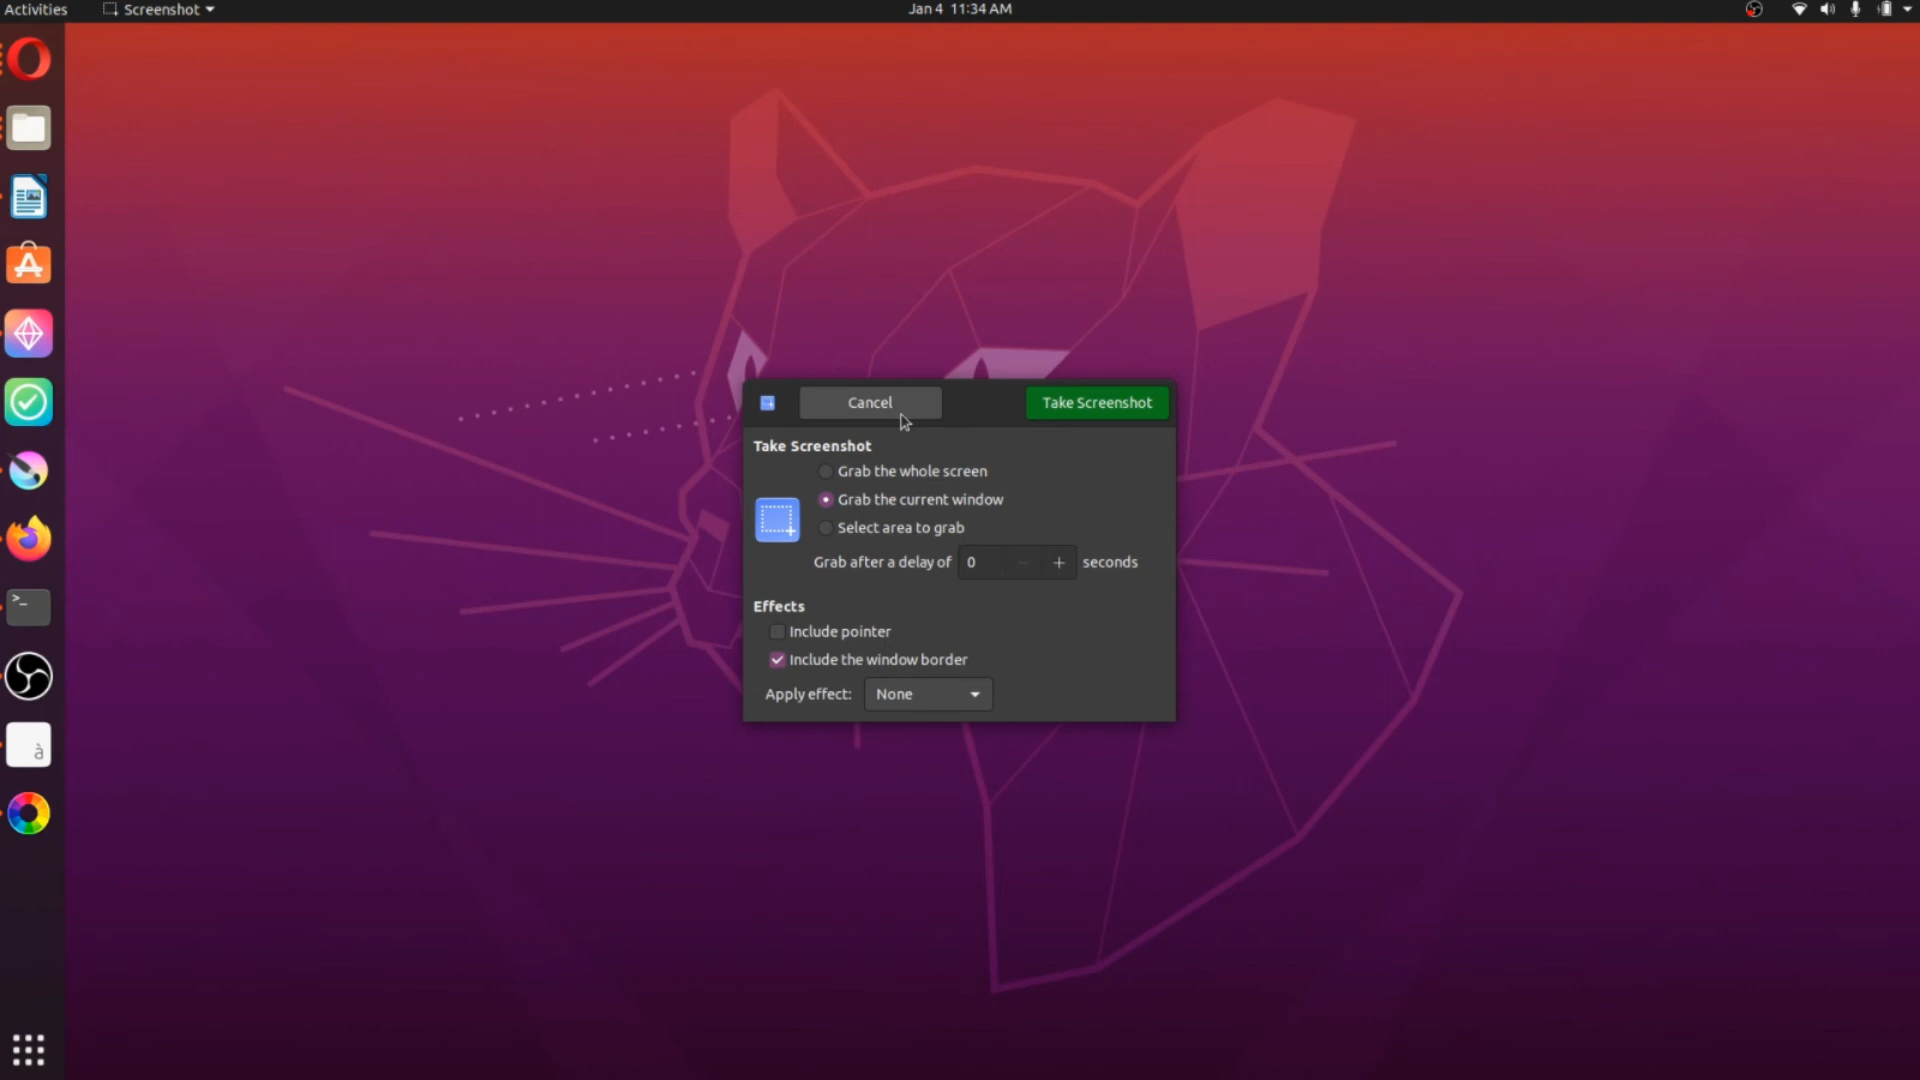 Activities
Screenshot
Jan 4 11:34 AM
Cancel
Take Screenshot
Take Screenshot
Grab the whole screen
Grab the current window
Select area to grab
Grab after a delay of 0 − + seconds
Effects
Include pointer
Include the window border
Apply effect: None
>_
à